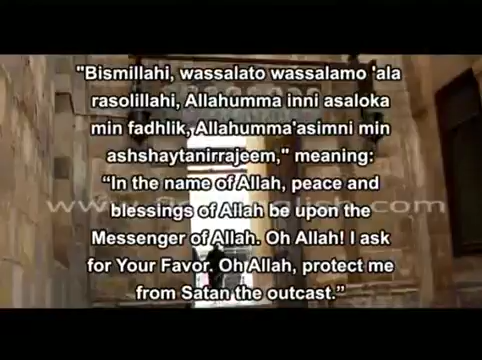 "Bismillahi, wassalato wassalamo 'ala
rasolillahi, Allahumma inni asaloka
min fadhlik, Allahumma'asimni min
ashshaytanirrajeem," meaning:
“In the name of Allah, peace and
blessings of Allah be upon the
Messenger of Allah. Oh Allah! I ask
for Your Favor. Oh Allah, protect me
from Satan the outcast.”